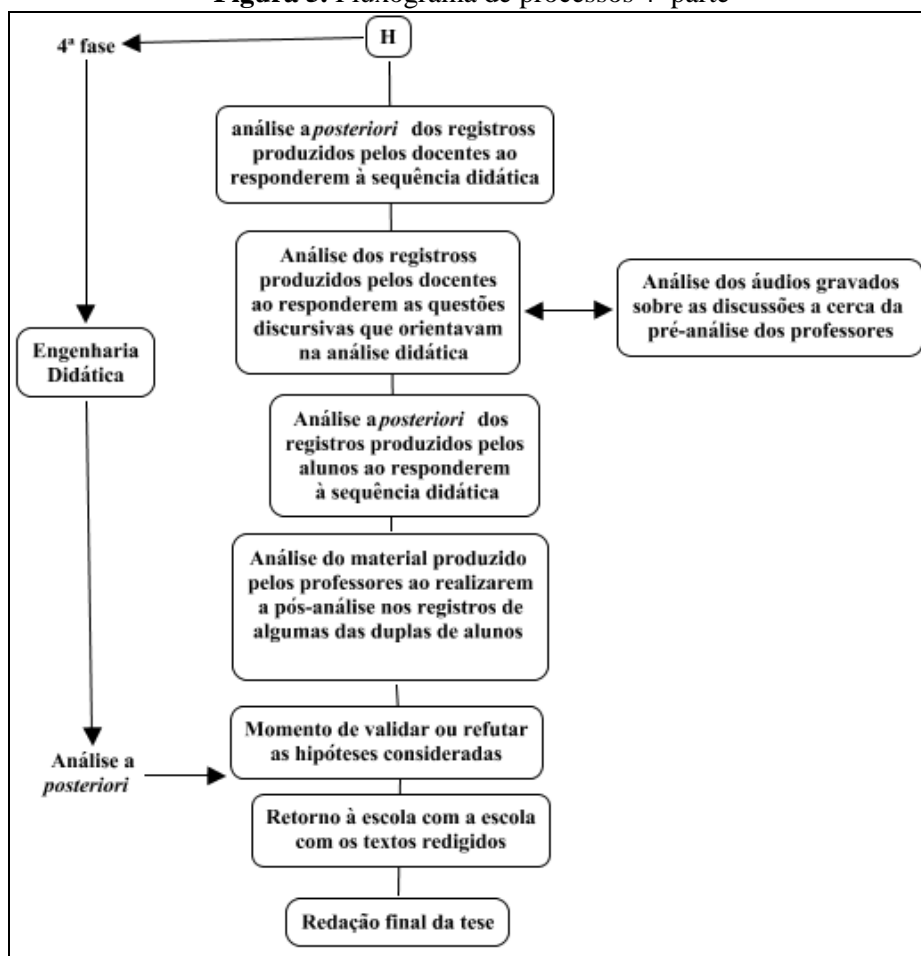 Figura 3. Fluxograma de processos 4ª parte
4ª fase
H
análise a posteriori dos registross
produzidos pelos docentes ao
responderem à sequência didática
Análise dos registross
produzidos pelos docentes
ao responderem as questões
discursivas que orientavam
na análise didática
Análise dos áudios gravados
sobre as discussões a cerca da
pré-análise dos professores
Engenharia
Didática
Análise a posteriori dos
registros produzidos pelos
alunos ao responderem
à sequência didática
Análise do material produzido
pelos professores ao realizarem
a pós-análise nos registros de
algumas das duplas de alunos
Análise a
posteriori
Momento de validar ou refutar
as hipóteses consideradas
Retorno à escola com a escola
com os textos redigidos
Redação final da tese